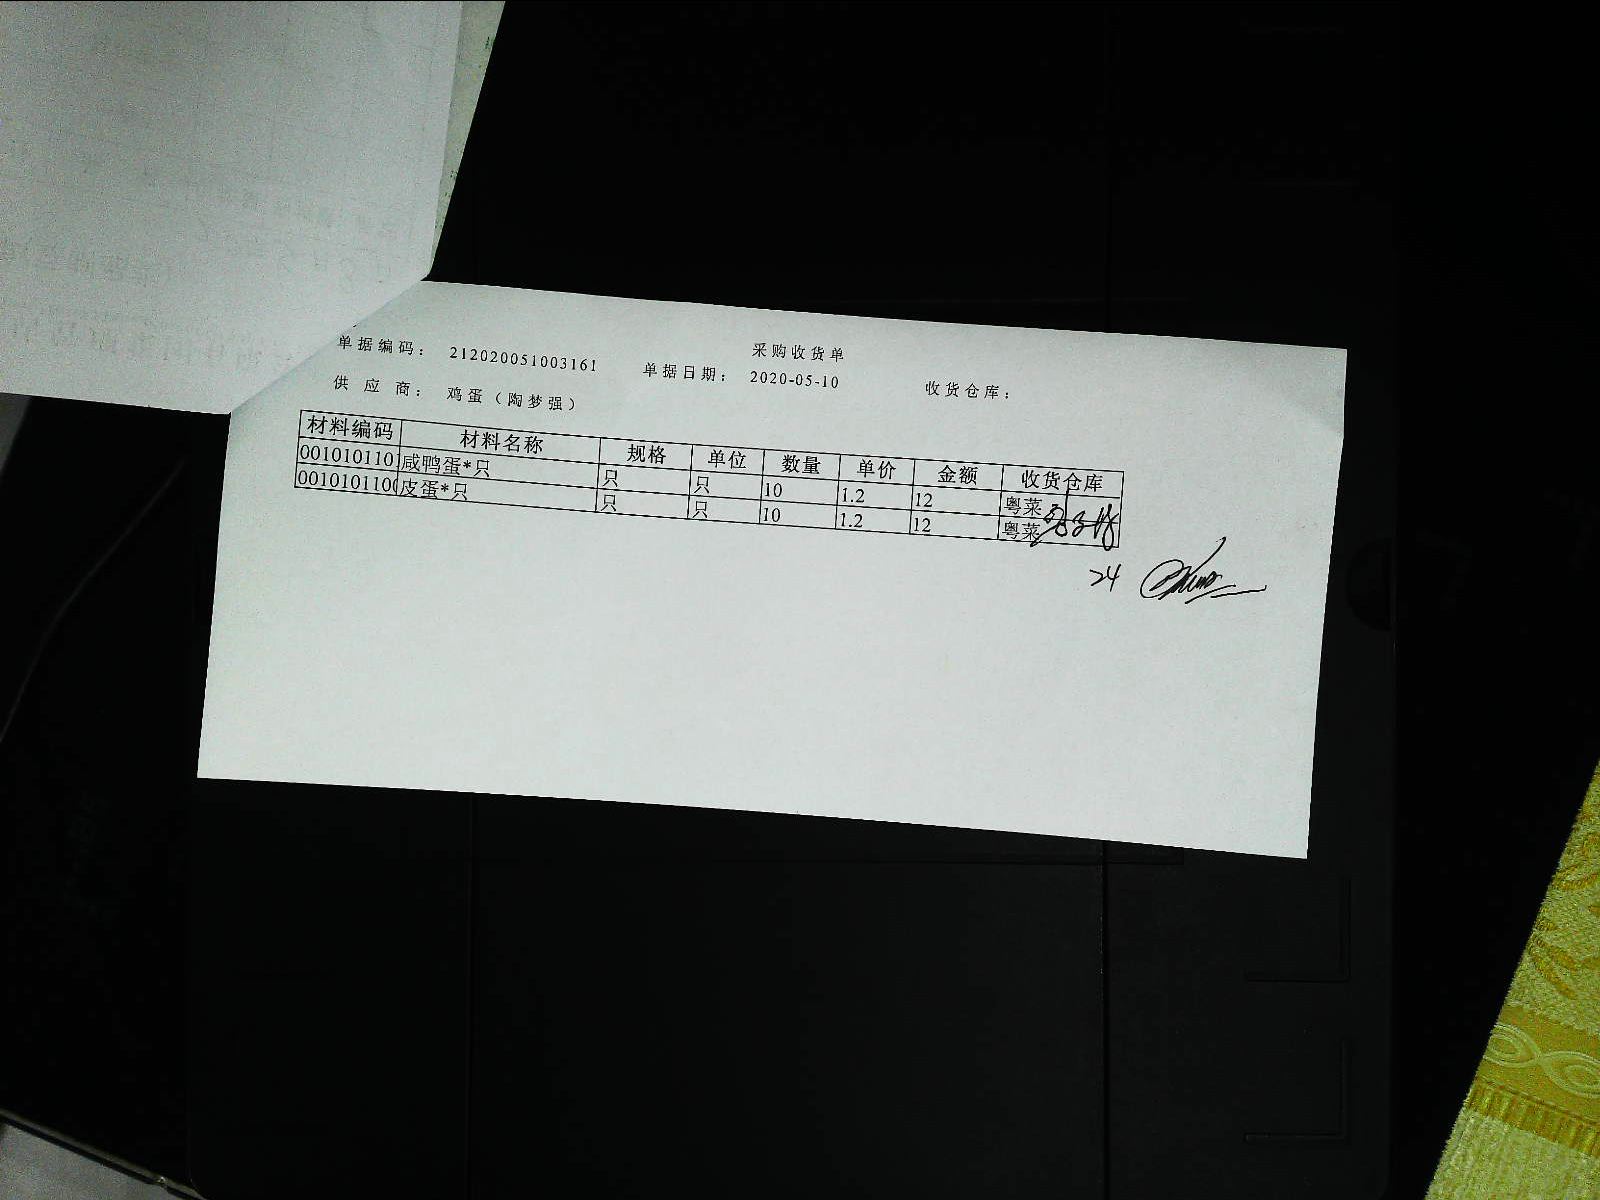 采购收货单
单据编码： 212020051003161 单据日期： 2020-05-10 收货仓库：
供 应 商： 鸡蛋（陶梦强）
材料编码 材料名称 规格 单位 数量 单价 金额 收货仓库
001010110 咸鸭蛋*只 只 只 10 1.2 12 粤菜
0010101100 皮蛋*只 只 只 10 1.2 12 粤菜
24